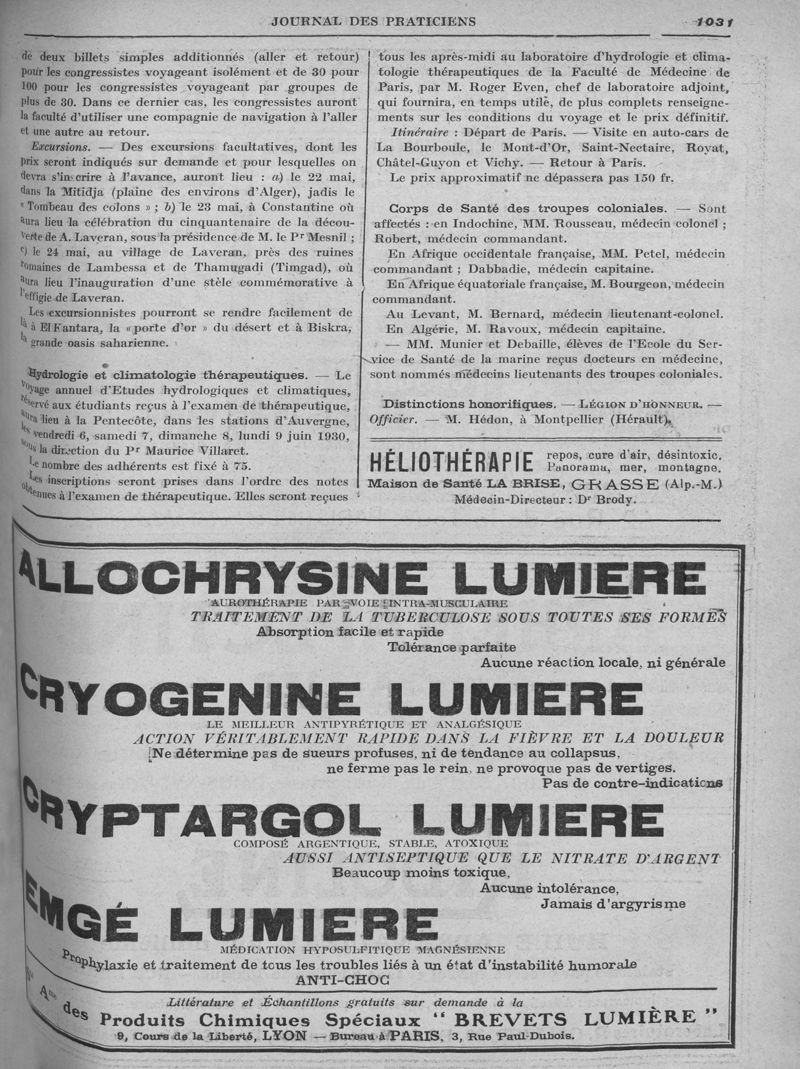 JOURNAL DES PRATICIENS
1031
de deux billets simples additionnés (aller et retour)
pour les congressistes voyageant isolément et de 30 pour
100 pour les congressistes voyageant par groupes de
plus de 30. Dans ce dernier cas, les congressistes auront
la faculté d'utiliser une compagnie de navigation à l'aller
et une autre au retour.
Excursions. — Des excursions facultatives, dont les
prix seront indiqués sur demande et pour lesquelles on
devra s'inscrire à l'avance, auront lieu : a) le 22 mai,
dans la Mitidja (plaine des environs d'Alger), jadis le
« Tombeau des colons » ; b) le 23 mai, à Constantine où
aura lieu la célébration du cinquantenaire de la décou-
verte de A. Laveran, sous la présidence de M. le Pr Mesnil ;
c) le 24 mai, au village de Laveran, près des ruines
romaines de Lambessa et de Thamugadi (Timgad), où
aura lieu l'inauguration d'une stèle commémorative à
l'effigie de Laveran.
Les excursionnistes pourront se rendre facilement de
là à El Kantara, la « porte d'or » du désert et à Biskra,
la grande oasis saharienne.
Hydrologie et climatologie thérapeutiques. — Le
voyage annuel d'Etudes hydrologiques et climatiques,
réservé aux étudiants reçus à l'examen de thérapeutique,
aura lieu à la Pentecôte, dans les stations d'Auvergne,
les vendredi 6, samedi 7, dimanche 8, lundi 9 juin 1930,
sous la direction du Pr Maurice Villaret.
Le nombre des adhérents est fixé à 75.
Les inscriptions seront prises dans l'ordre des notes
obtenues à l'examen de thérapeutique. Elles seront reçues
tous les après-midi au laboratoire d'hydrologie et clima-
tologie thérapeutiques de la Faculté de Médecine de
Paris, par M. Roger Even, chef de laboratoire adjoint,
qui fournira, en temps utile, de plus complets renseigne-
ments sur les conditions du voyage et le prix définitif.
Itinéraire : Départ de Paris. — Visite en auto-cars de
La Bourboule, le Mont-d'Or, Saint-Nectaire, Royat,
Châtel-Guyon et Vichy. — Retour à Paris.
Le prix approximatif ne dépassera pas 150 fr.
Corps de Santé des troupes coloniales. — Sont
affectés : en Indochine, MM. Rousseau, médecin colonel ;
Robert, médecin commandant.
En Afrique occidentale française, MM. Petel, médecin
commandant ; Dabbadie, médecin capitaine.
En Afrique équatoriale française, M. Bourgeon, médecin
commandant.
Au Levant, M. Bernard, médecin lieutenant-colonel.
En Algérie, M. Ravoux, médecin capitaine.
— MM. Munier et Debaille, élèves de l'Ecole du Ser-
vice de Santé de la marine reçus docteurs en médecine,
sont nommés médecins lieutenants des troupes coloniales.
Distinctions honorifiques. — LÉGION D'HONNEUR. —
Officier. — M. Hédon, à Montpellier (Hérault).
HÉLIOTHÉRAPIE repos, cure d'air, désintoxic.
Panorama, mer, montagne.
Maison de Santé LA BRISE, GRASSE (Alp.-M.)
Médecin-Directeur : Dr Brody.
ALLOCHRYSINE LUMIERE
AUROTHÉRAPIE PAR VOIE INTRA-MUSCULAIRE
TRAITEMENT DE LA TUBERCULOSE SOUS TOUTES SES FORMES
Absorption facile et rapide
Tolérance parfaite
Aucune réaction locale, ni générale
CRYOGENINE LUMIERE
LE MEILLEUR ANTIPYRÉTIQUE ET ANALGÉSIQUE
ACTION VÉRITABLEMENT RAPIDE DANS LA FIÈVRE ET LA DOULEUR
Ne détermine pas de sueurs profuses, ni de tendance au collapsus,
ne ferme pas le rein, ne provoque pas de vertiges.
Pas de contre-indications
CRYPTARGOL LUMIERE
COMPOSÉ ARGENTIQUE, STABLE, ATOXIQUE
AUSSI ANTISEPTIQUE QUE LE NITRATE D'ARGENT
Beaucoup moins toxique,
Aucune intolérance,
Jamais d'argyrisme
EMGÉ LUMIERE
MÉDICATION HYPOSULFITIQUE MAGNÉSIENNE
Prophylaxie et traitement de tous les troubles liés à un état d'instabilité humorale
ANTI-CHOC
Littérature et Échantillons gratuits sur demande à la
Sté Ame des Produits Chimiques Spéciaux “ BREVETS LUMIÈRE ”
9, Cours de la Liberté, LYON — Bureau à PARIS, 3, Rue Paul-Dubois.